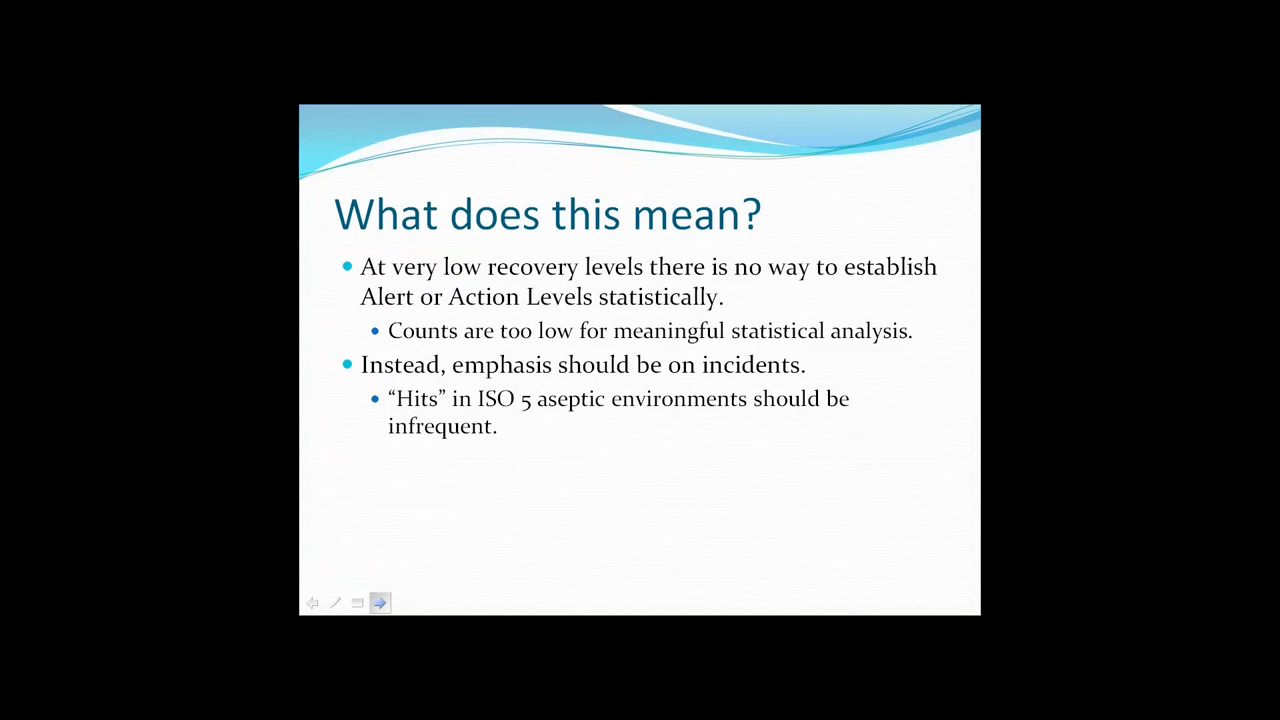 What does this mean?
At very low recovery levels there is no way to establish
Alert or Action Levels statistically.
Counts are too low for meaningful statistical analysis.
Instead, emphasis should be on incidents.
“Hits” in ISO 5 aseptic environments should be
infrequent.